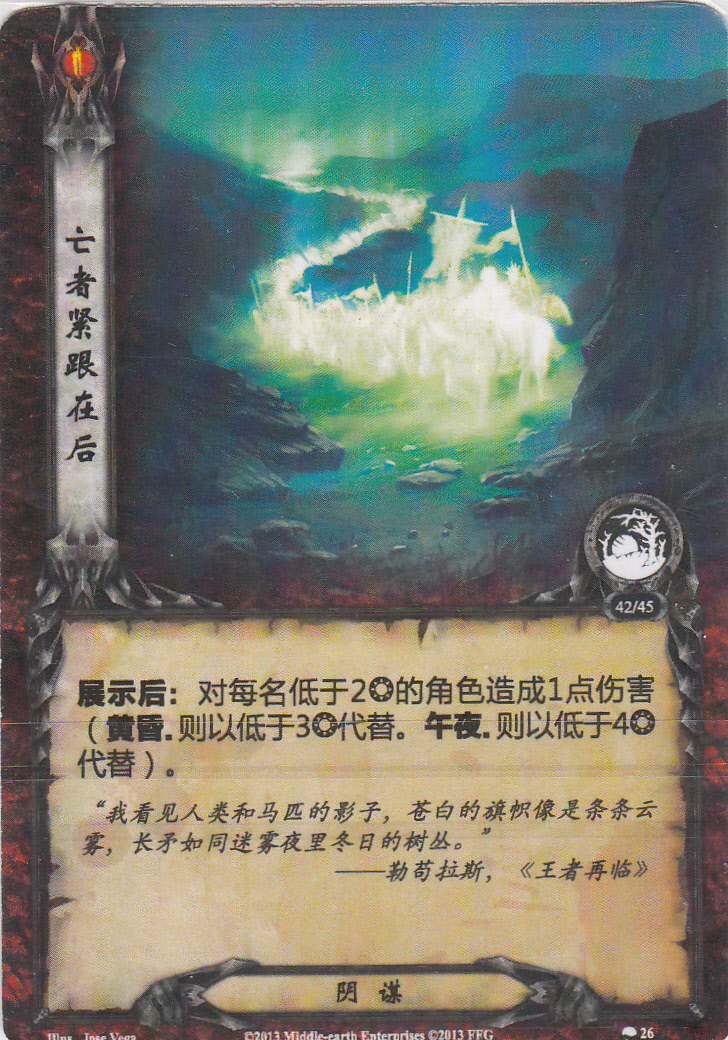 亡者紧跟在后
42/45
展示后：对每名低于2的角色造成1点伤害
（黄昏.则以低于3代替。午夜.则以低于4
代替）。
“我看见人类和马匹的影子，苍白的旗帜像是条条云
雾，长矛如同迷雾夜里冬日的树丛。”
——勒苟拉斯，《王者再临》
阴谋
Illus. Jose Vega
©2013 Middle-earth Enterprises ©2013 FFG
26